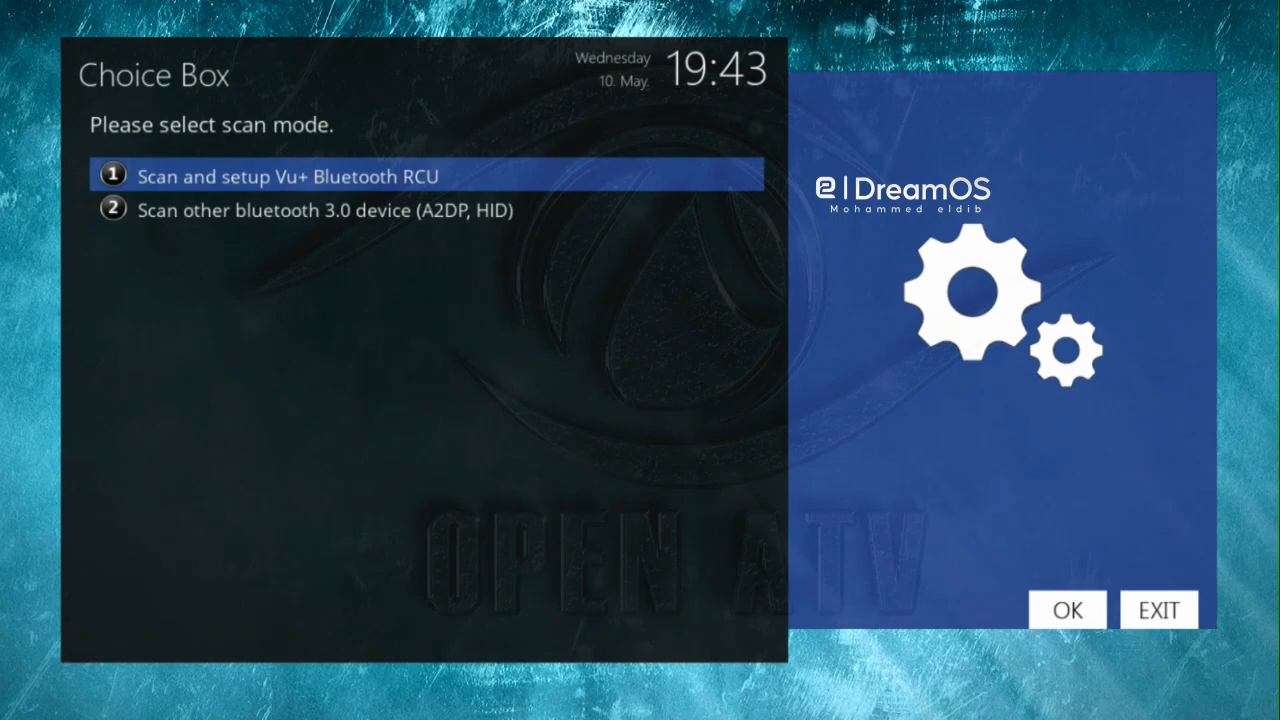 Choice Box
Wednesday
10. May.
19:43
Please select scan mode.
1 Scan and setup Vu+ Bluetooth RCU
2 Scan other bluetooth 3.0 device (A2DP, HID)
DreamOS
Mohammed eldib
OPEN ATV
OK
EXIT